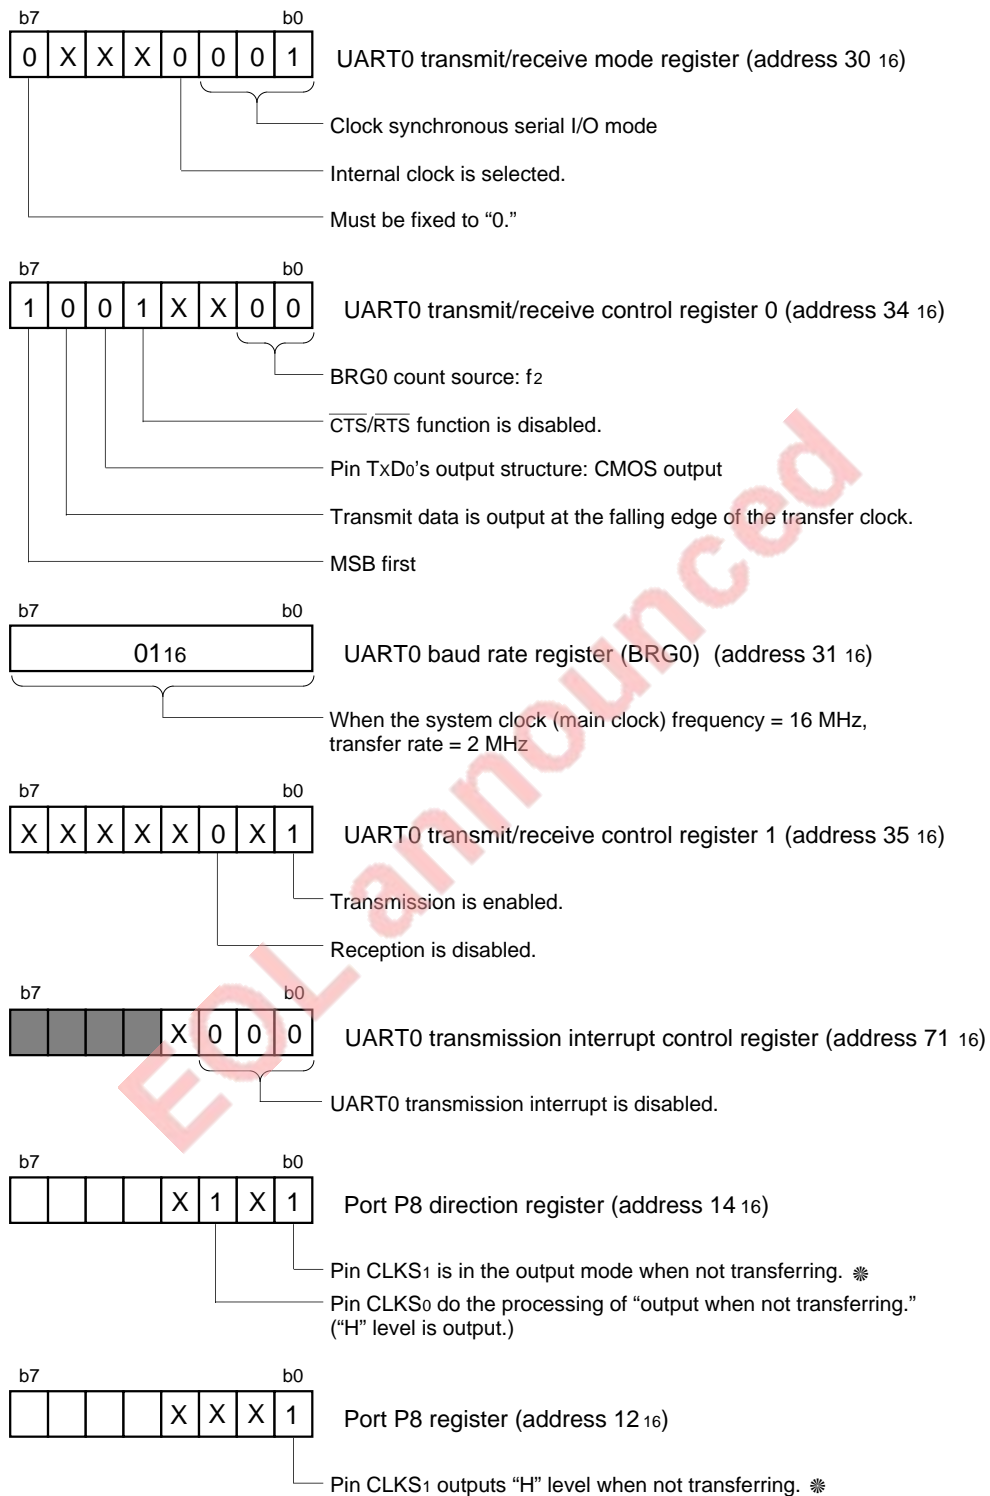 b7 b0
0 X X X 0 0 0 1 UART0 transmit/receive mode register (address 30 16)
Clock synchronous serial I/O mode
Internal clock is selected.
Must be fixed to “0.”
b7 b0
1 0 0 1 X X 0 0 UART0 transmit/receive control register 0 (address 34 16)
BRG0 count source: f2
CTS/RTS function is disabled.
Pin TxD0’s output structure: CMOS output
Transmit data is output at the falling edge of the transfer clock.
MSB first
b7 b0
0116 UART0 baud rate register (BRG0) (address 31 16)
When the system clock (main clock) frequency = 16 MHz,
transfer rate = 2 MHz
b7 b0
X X X X X 0 X 1 UART0 transmit/receive control register 1 (address 35 16)
Transmission is enabled.
Reception is disabled.
b7 b0
X 0 0 0 UART0 transmission interrupt control register (address 71 16)
UART0 transmission interrupt is disabled.
b7 b0
X 1 X 1 Port P8 direction register (address 14 16)
Pin CLKS1 is in the output mode when not transferring. ❊
Pin CLKS0 do the processing of “output when not transferring.”
(“H” level is output.)
b7 b0
X X X 1 Port P8 register (address 12 16)
Pin CLKS1 outputs “H” level when not transferring. ❊
EOL announced